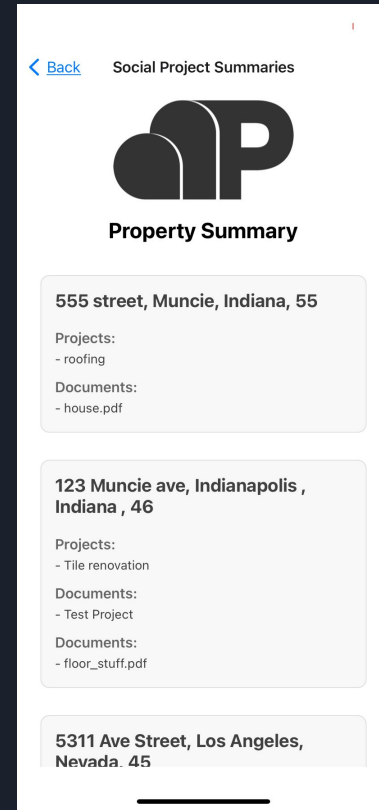 Back Social Project Summaries
P
Property Summary
555 street, Muncie, Indiana, 55
Projects:
- roofing
Documents:
- house.pdf
123 Muncie ave, Indianapolis ,
Indiana , 46
Projects:
- Tile renovation
Documents:
- Test Project
Documents:
- floor_stuff.pdf
5311 Ave Street, Los Angeles,
Nevada, 45